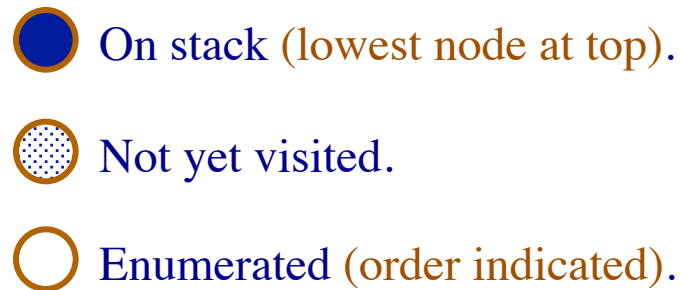 On stack (lowest node at top).
Not yet visited.
Enumerated (order indicated).